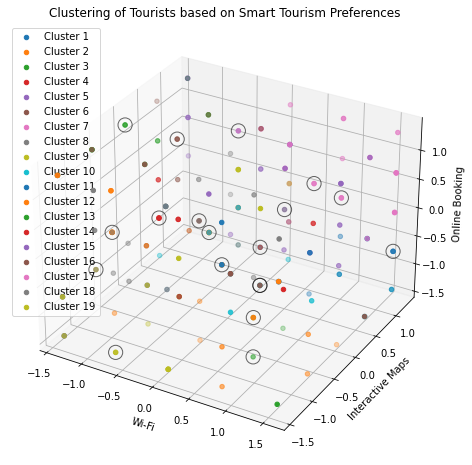 Clustering of Tourists based on Smart Tourism Preferences
Cluster 1
Cluster 2
Cluster 3
Cluster 4
Cluster 5
Cluster 6
Cluster 7
Cluster 8
Cluster 9
Cluster 10
Cluster 11
Cluster 12
Cluster 13
Cluster 14
Cluster 15
Cluster 16
Cluster 17
Cluster 18
Cluster 19
1.0
0.5
0.0
−0.5
−1.0
−1.5
Online Booking
−1.5
−1.0
−0.5
0.0
0.5
1.0
1.5
Wi-Fi
−1.5
−1.0
−0.5
0.0
0.5
1.0
Interactive Maps